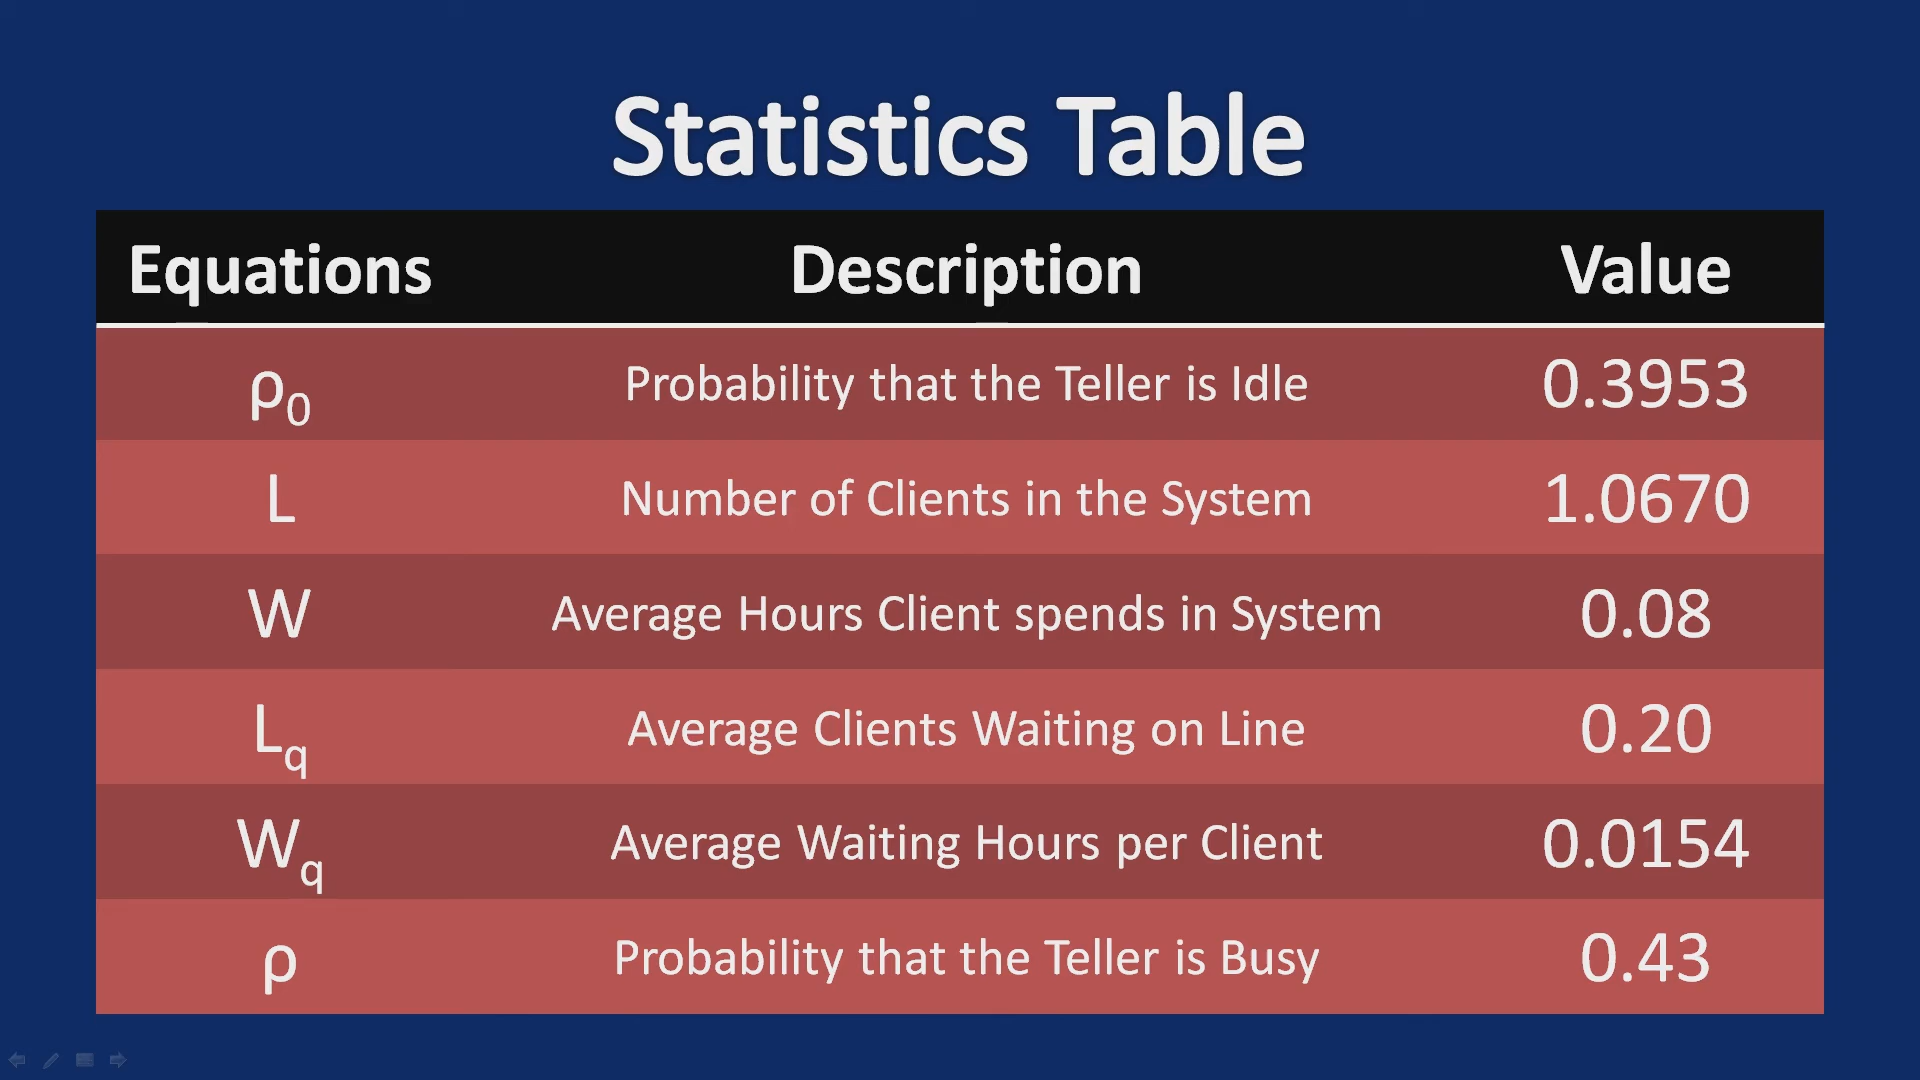 Statistics Table
Equations Description Value
ρ₀ Probability that the Teller is Idle 0.3953
L Number of Clients in the System 1.0670
W Average Hours Client spends in System 0.08
Lq Average Clients Waiting on Line 0.20
Wq Average Waiting Hours per Client 0.0154
ρ Probability that the Teller is Busy 0.43